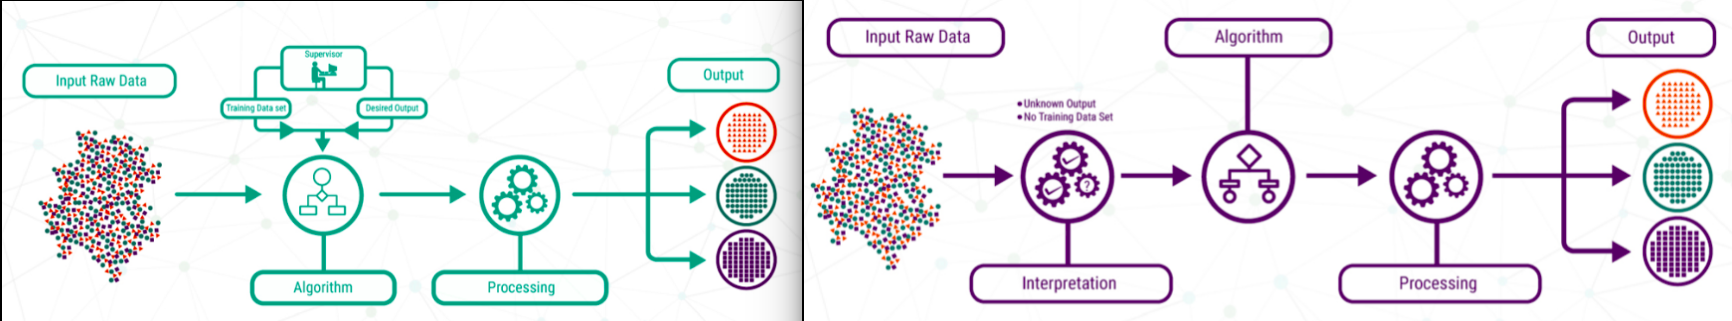 Input Raw Data
Supervisor
Training Data set
Desired Output
Algorithm
Processing
Output
Input Raw Data
• Unknown Output
• No Training Data Set
Interpretation
?
Algorithm
Processing
Output